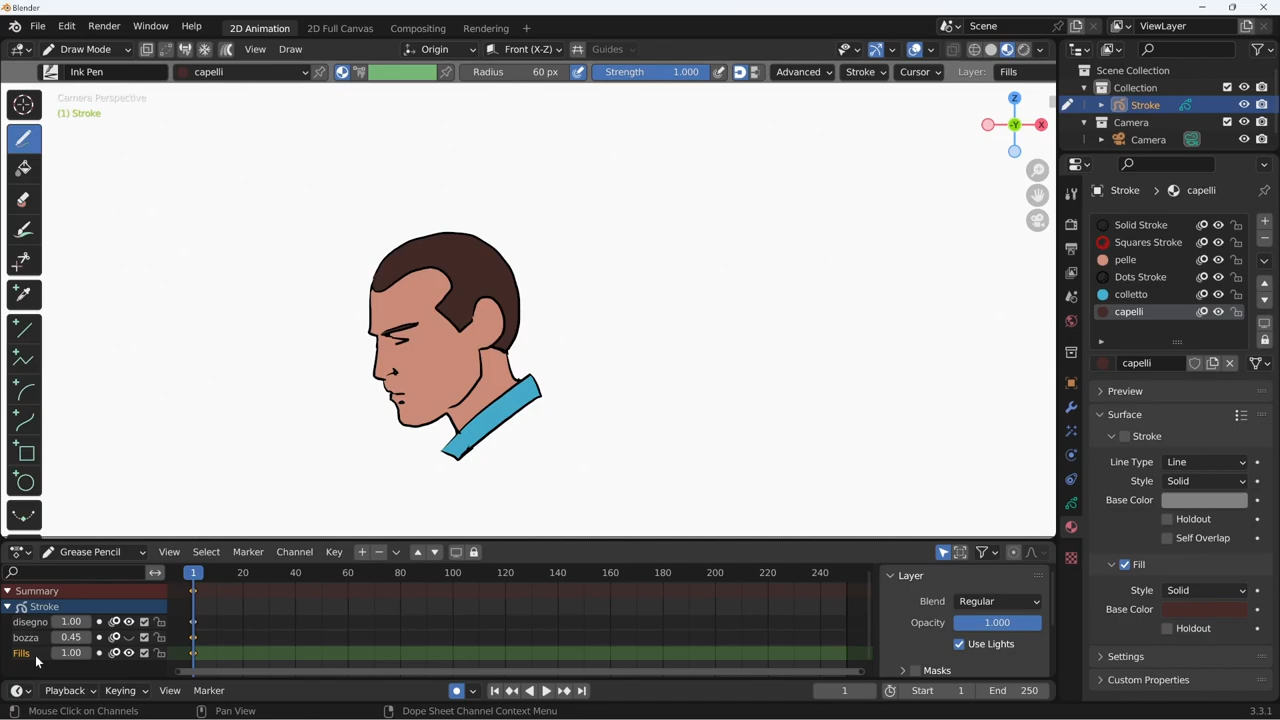 Blender
File Edit Render Window Help 2D Animation 2D Full Canvas Compositing Rendering + Scene ViewLayer
Draw Mode View Draw Origin Front (X-Z) Guides
Ink Pen capelli Radius 60 px Strength 1.000 Advanced Stroke Cursor Layer: Fills
Camera Perspective
(1) Stroke
Z
-Y X
Scene Collection
Collection
Stroke
Camera
Camera
Stroke capelli
Solid Stroke
Squares Stroke
pelle
Dots Stroke
colletto
capelli
capelli
Preview
Surface
Stroke
Line Type Line
Style Solid
Base Color
Holdout
Self Overlap
Fill
Style Solid
Base Color
Holdout
Settings
Custom Properties
Grease Pencil View Select Marker Channel Key
1 20 40 60 80 100 120 140 160 180 200 220 240
Summary
Stroke
disegno 1.00
bozza 0.45
Fills 1.00
Layer
Blend Regular
Opacity 1.000
Use Lights
Masks
Playback Keying View Marker 1 Start 1 End 250
Mouse Click on Channels Pan View Dope Sheet Channel Context Menu 3.3.1